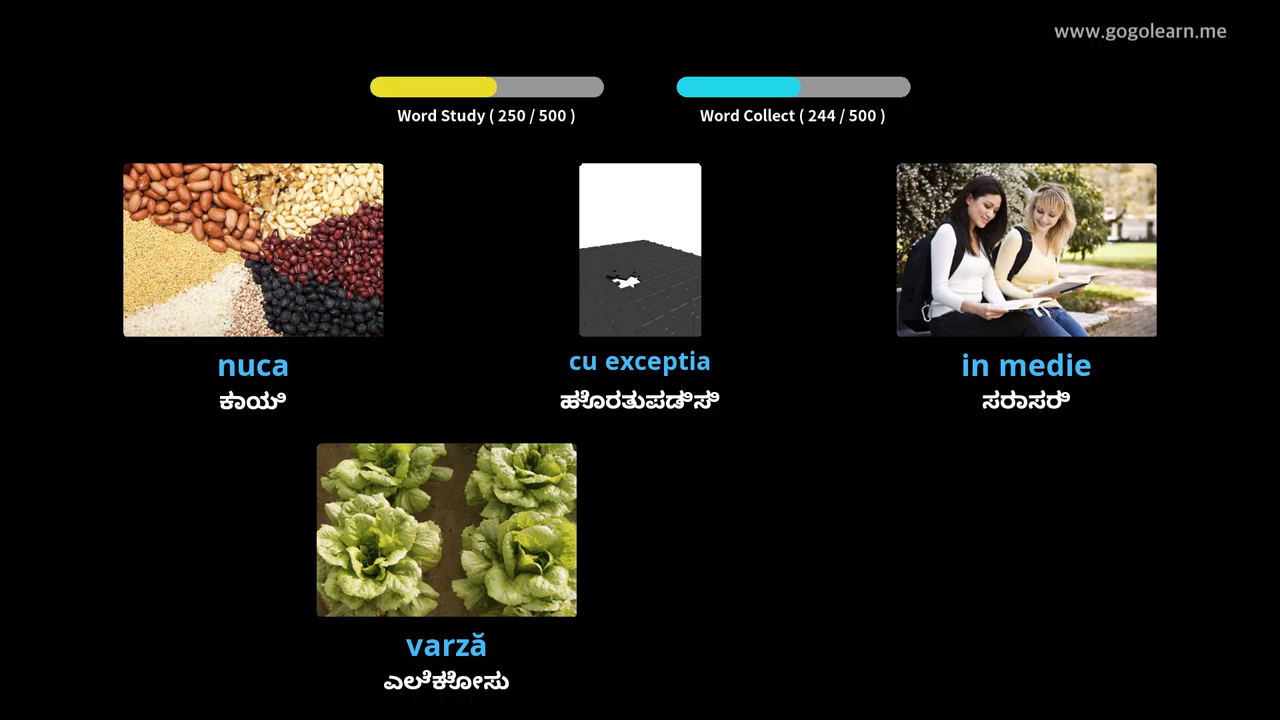 www.gogolearn.me
Word Study ( 250 / 500 )
Word Collect ( 244 / 500 )
nuca
ಕಾಯಿ
cu exceptia
ಹೊರತುಪಡಿಸಿ
in medie
ಸರಾಸರಿ
varză
ಎಲೆಕೋಸು